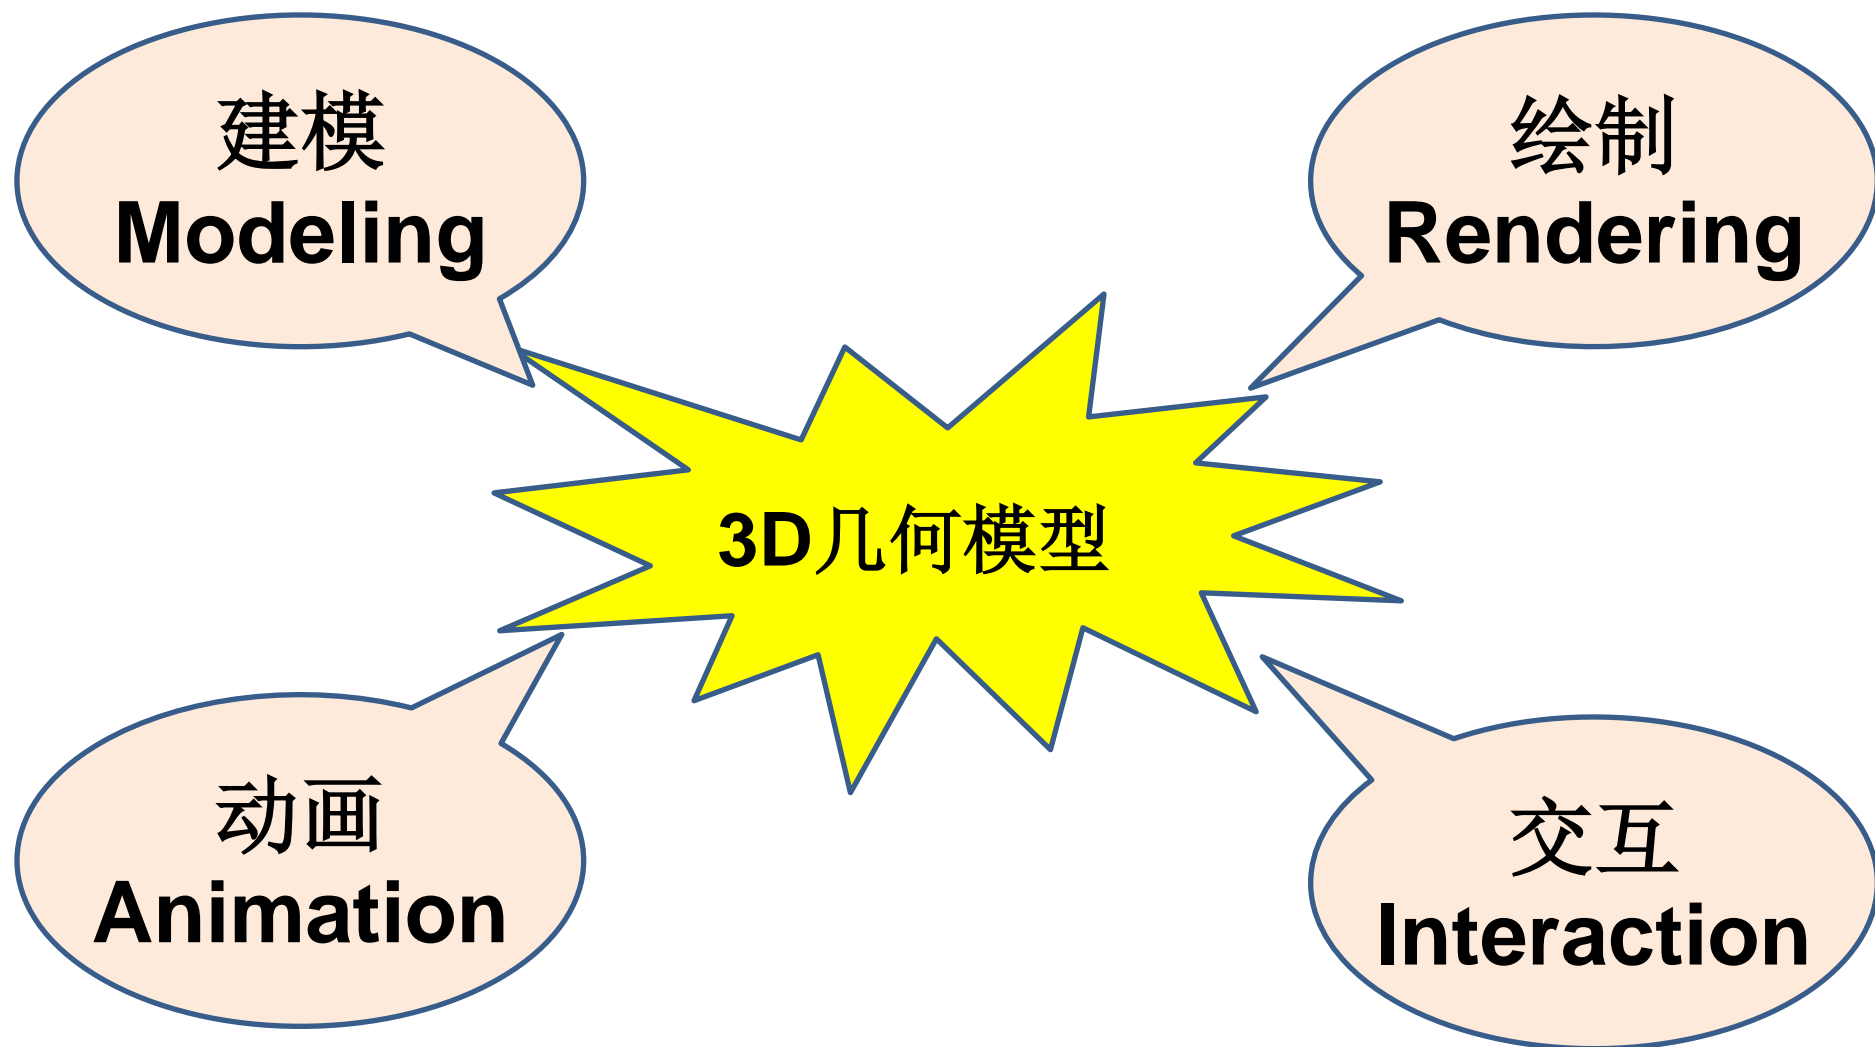 建模
Modeling
绘制
Rendering
3D几何模型
动画
Animation
交互
Interaction